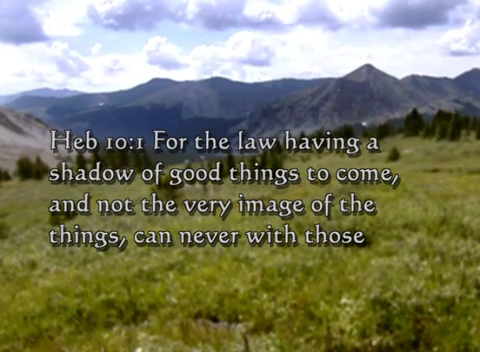 Heb 10:1 For the law having a
shadow of good things to come,
and not the very image of the
things, can never with those